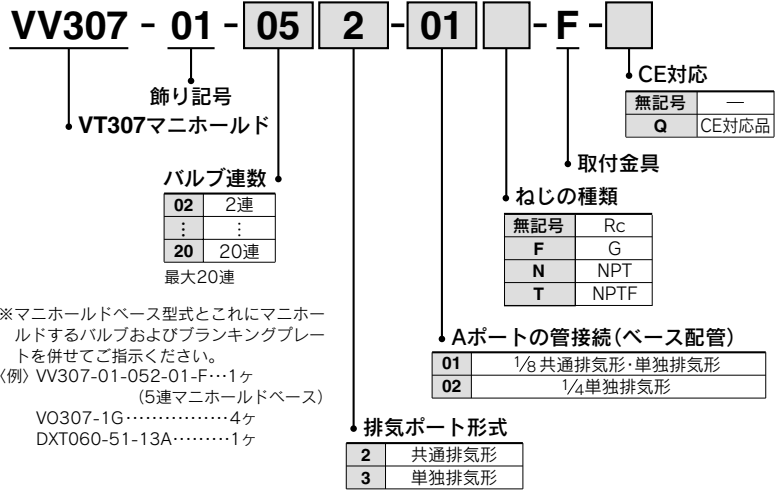 VV307 - 01 - 05 2 - 01 - F -
CE対応
無記号 —
Q CE対応品
飾り記号
VT307マニホールド
取付金具
バルブ連数
02 2連
⋮ ⋮
20 20連
最大20連
ねじの種類
無記号 Rc
F G
N NPT
T NPTF
※マニホールドベース型式とこれにマニホー
ルドするバルブおよびブランキングプレー
トを併せてご指示ください。
〈例〉VV307-01-052-01-F…1ヶ
(5連マニホールドベース)
VO307-1G……………4ヶ
DXT060-51-13A………1ヶ
Aポートの管接続(ベース配管)
01 1/8 共通排気形・単独排気形
02 1/4単独排気形
排気ポート形式
2 共通排気形
3 単独排気形